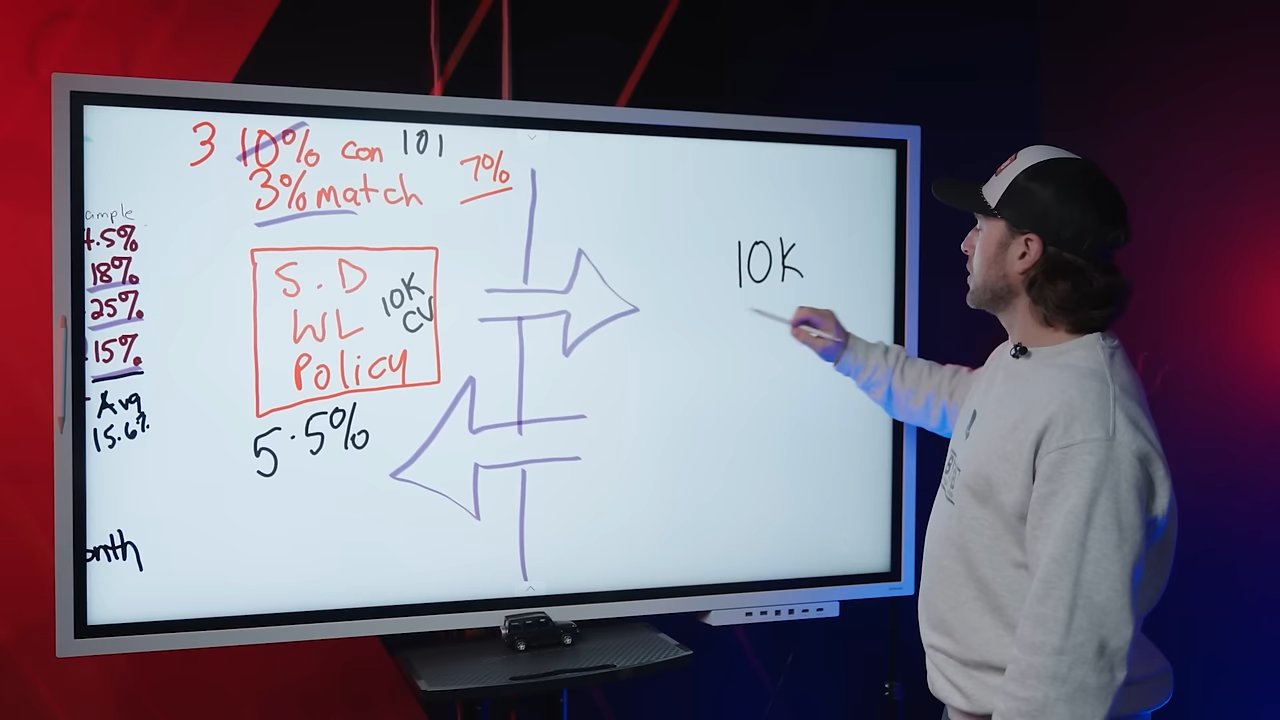 3 10% con 101
3% match 7%
ample
4.5%
18%
25%
15%
Avg
15.6%
onth
S.D
WL
Policy
10K
CV
5.5%
10K